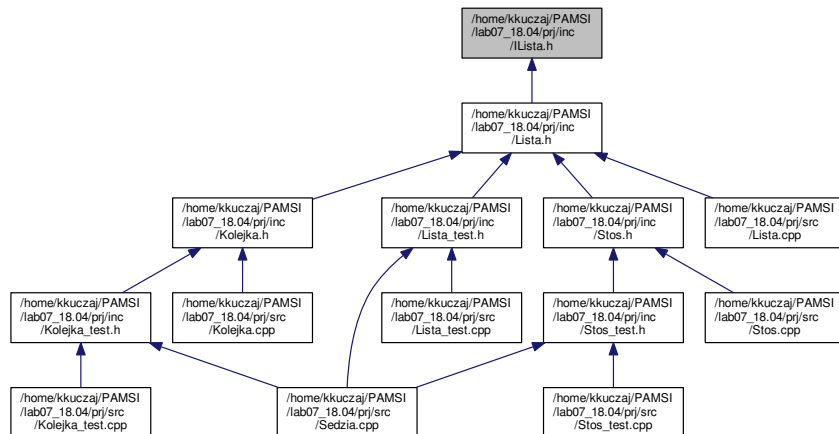 /home/kkuczaj/PAMSI
/lab07_18.04/prj/inc
/ILista.h
/home/kkuczaj/PAMSI
/lab07_18.04/prj/inc
/Lista.h
/home/kkuczaj/PAMSI
/lab07_18.04/prj/inc
/Kolejka.h
/home/kkuczaj/PAMSI
/lab07_18.04/prj/inc
/Lista_test.h
/home/kkuczaj/PAMSI
/lab07_18.04/prj/inc
/Stos.h
/home/kkuczaj/PAMSI
/lab07_18.04/prj/src
/Lista.cpp
/home/kkuczaj/PAMSI
/lab07_18.04/prj/inc
/Kolejka_test.h
/home/kkuczaj/PAMSI
/lab07_18.04/prj/src
/Kolejka.cpp
/home/kkuczaj/PAMSI
/lab07_18.04/prj/src
/Lista_test.cpp
/home/kkuczaj/PAMSI
/lab07_18.04/prj/inc
/Stos_test.h
/home/kkuczaj/PAMSI
/lab07_18.04/prj/src
/Stos.cpp
/home/kkuczaj/PAMSI
/lab07_18.04/prj/src
/Kolejka_test.cpp
/home/kkuczaj/PAMSI
/lab07_18.04/prj/src
/Sedzia.cpp
/home/kkuczaj/PAMSI
/lab07_18.04/prj/src
/Stos_test.cpp